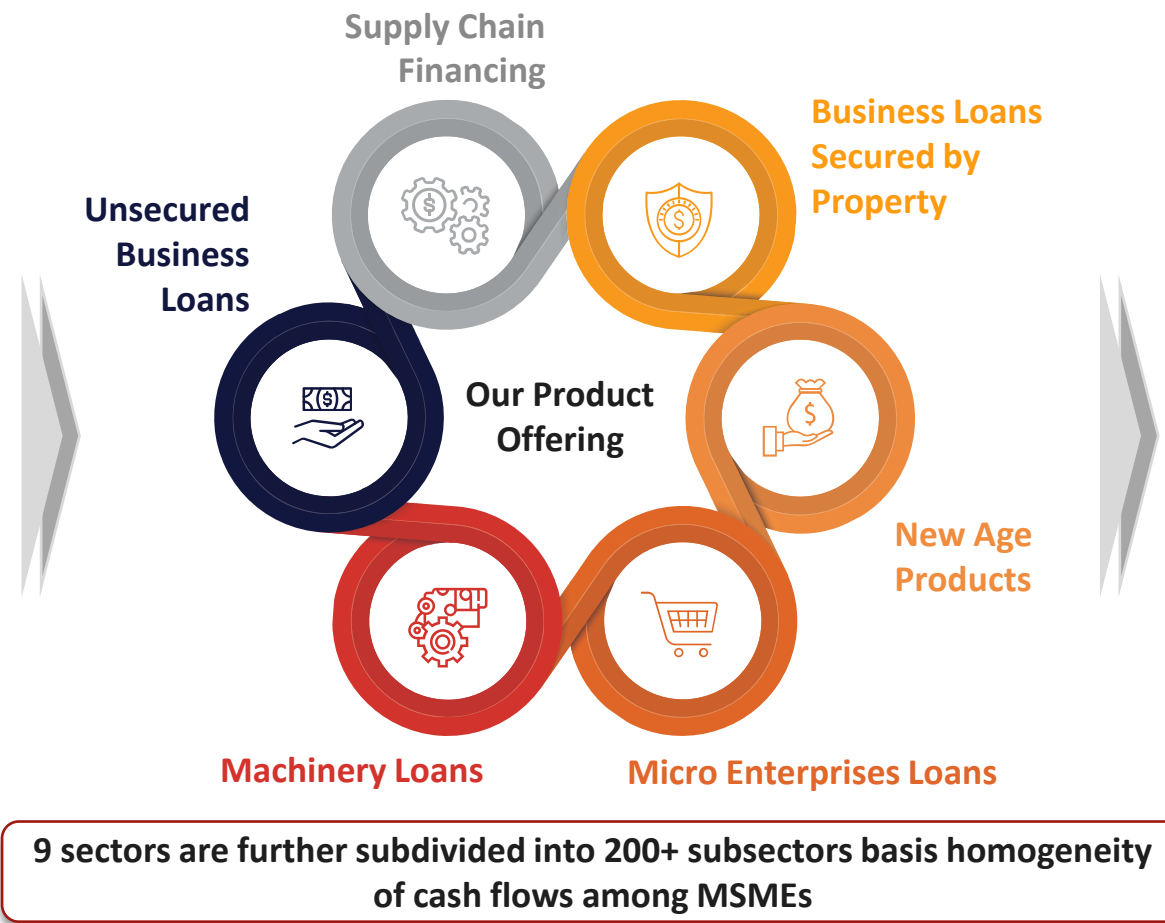 Supply Chain
Financing
Business Loans
Secured by
Property
Unsecured
Business
Loans
Our Product
Offering
New Age
Products
Machinery Loans
Micro Enterprises Loans
9 sectors are further subdivided into 200+ subsectors basis homogeneity
of cash flows among MSMEs